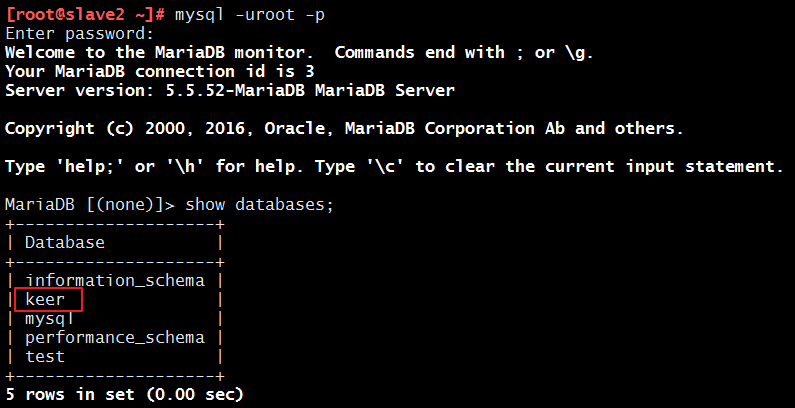 [root@slave2 ~]# mysql -uroot -p
Enter password:
Welcome to the MariaDB monitor.  Commands end with ; or \g.
Your MariaDB connection id is 3
Server version: 5.5.52-MariaDB MariaDB Server
Copyright (c) 2000, 2016, Oracle, MariaDB Corporation Ab and others.
Type 'help;' or '\h' for help. Type '\c' to clear the current input statement.
MariaDB [(none)]> show databases;
+--------------------+
| Database           |
+--------------------+
| information_schema |
| keer               |
| mysql              |
| performance_schema |
| test               |
+--------------------+
5 rows in set (0.00 sec)